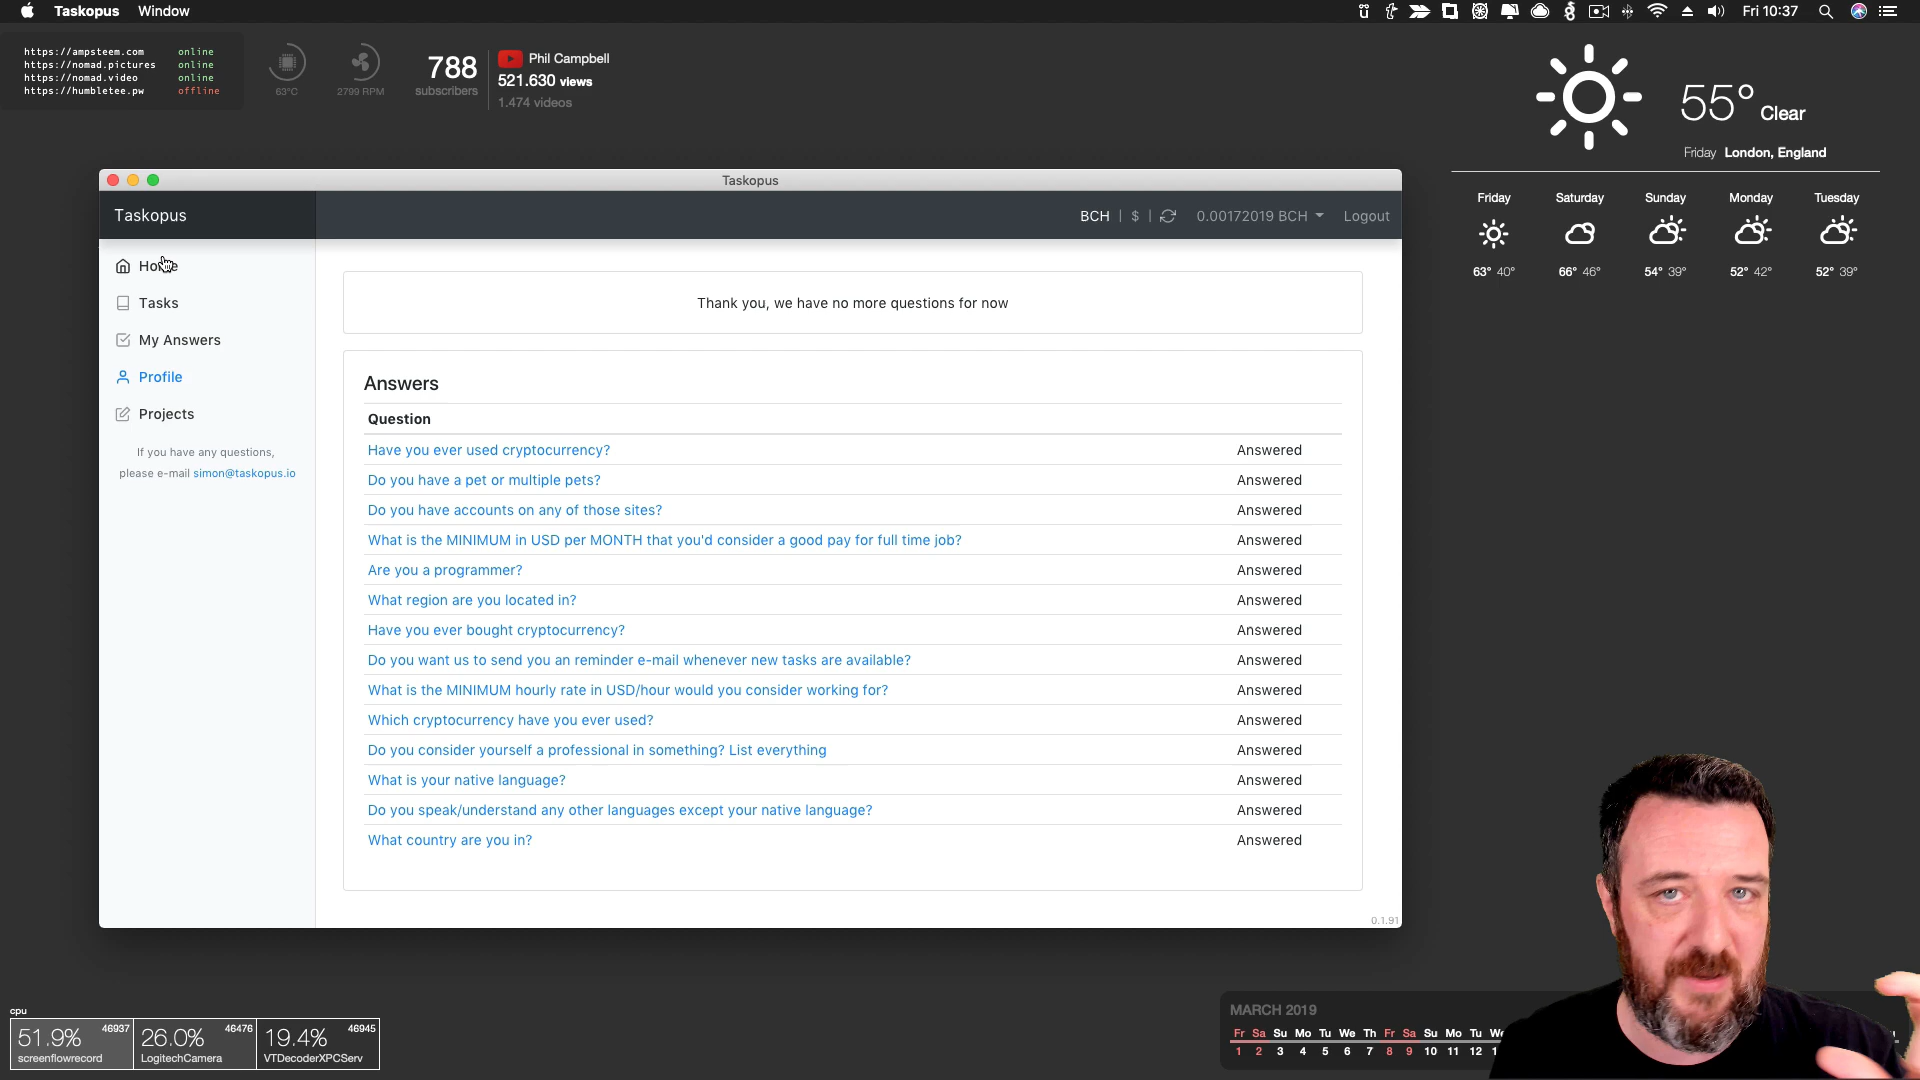 Taskopus Window
Fri 10:37
https://ampsteem.com online
https://nomad.pictures online
https://nomad.video online
https://humbletee.pw offline
63°C
2799 RPM
788
subscribers
Phil Campbell
521.630 views
1.474 videos
55° Clear
Friday London, England
Friday Saturday Sunday Monday Tuesday
63° 40° 66° 46° 54° 39° 52° 42° 52° 39°
Taskopus
Taskopus
BCH | $ | 0.00172019 BCH Logout
Home
Tasks
My Answers
Profile
Projects
If you have any questions,
please e-mail simon@taskopus.io
Thank you, we have no more questions for now
Answers
Question
Have you ever used cryptocurrency? Answered
Do you have a pet or multiple pets? Answered
Do you have accounts on any of those sites? Answered
What is the MINIMUM in USD per MONTH that you'd consider a good pay for full time job? Answered
Are you a programmer? Answered
What region are you located in? Answered
Have you ever bought cryptocurrency? Answered
Do you want us to send you an reminder e-mail whenever new tasks are available? Answered
What is the MINIMUM hourly rate in USD/hour would you consider working for? Answered
Which cryptocurrency have you ever used? Answered
Do you consider yourself a professional in something? List everything Answered
What is your native language? Answered
Do you speak/understand any other languages except your native language? Answered
What country are you in? Answered
0.1.91
cpu
51.9% 46937
screenflowrecord
26.0% 46476
LogitechCamera
19.4% 46945
VTDecoderXPCServ
MARCH 2019
Fr Sa Su Mo Tu We Th Fr Sa Su Mo Tu
1 2 3 4 5 6 7 8 9 10 11 12